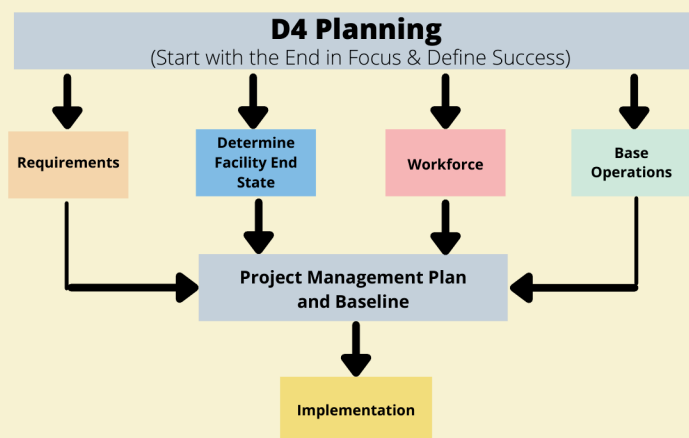 D4 Planning
(Start with the End in Focus & Define Success)
Requirements
Determine
Facility End
State
Workforce
Base
Operations
Project Management Plan
and Baseline
Implementation